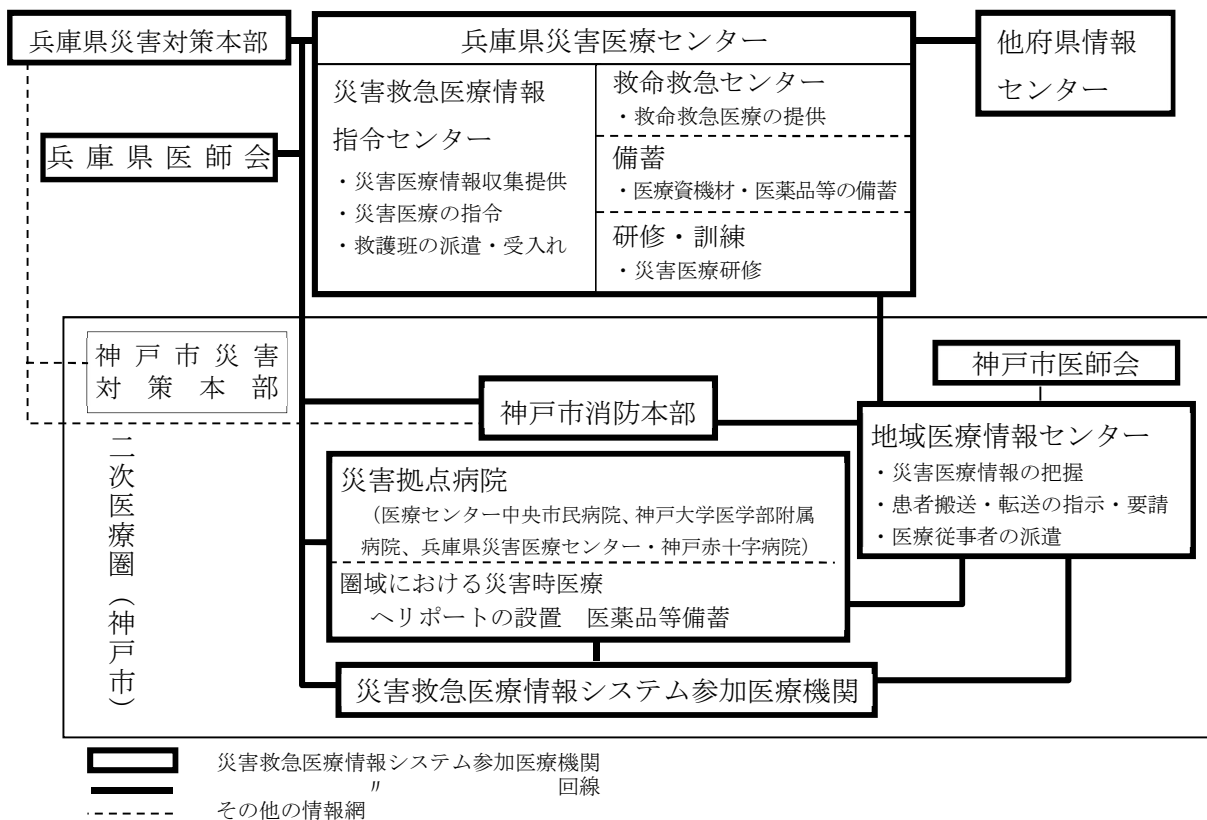 兵庫県災害対策本部
兵庫県災害医療センター
他府県情報
センター
災害救急医療情報
指令センター
・災害医療情報収集提供
・災害医療の指令
・救護班の派遣・受入れ
救命救急センター
・救命救急医療の提供
備蓄
・医療資機材・医薬品等の備蓄
研修・訓練
・災害医療研修
兵庫県医師会
神戸市災害
対策本部
神戸市医師会
神戸市消防本部
地域医療情報センター
・災害医療情報の把握
・患者搬送・転送の指示・要請
・医療従事者の派遣
二次医療圏(神戸市)
災害拠点病院
(医療センター中央市民病院、神戸大学医学部附属
病院、兵庫県災害医療センター・神戸赤十字病院)
圏域における災害時医療
ヘリポートの設置 医薬品等備蓄
災害救急医療情報システム参加医療機関
災害救急医療情報システム参加医療機関
〃 回線
その他の情報網